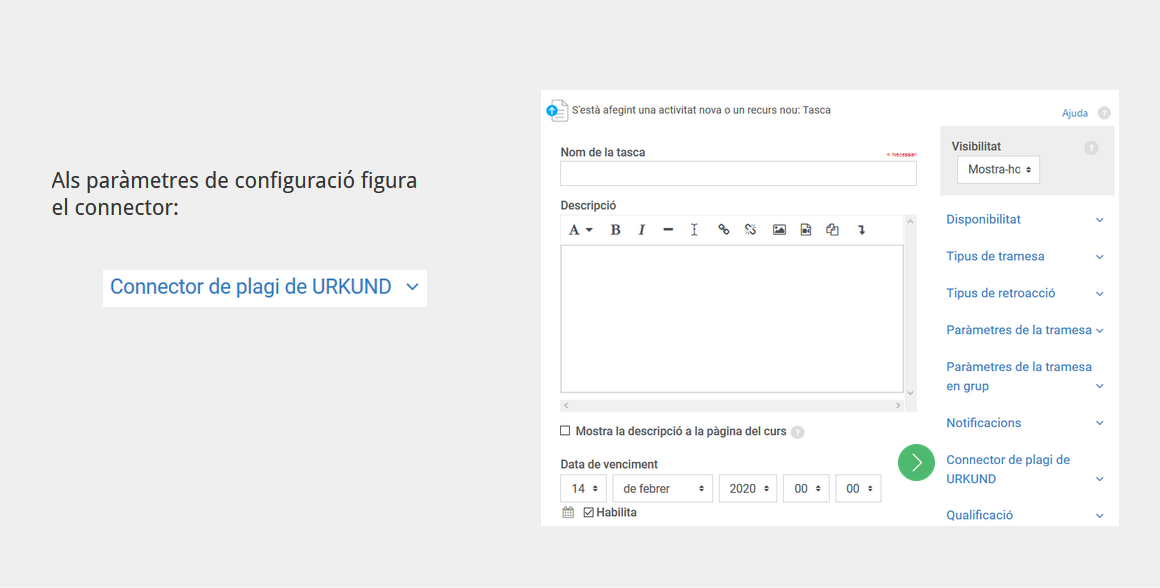 Als paràmetres de configuració figura
el connector:
Connector de plagi de URKUND
S'està afegint una activitat nova o un recurs nou: Tasca
Ajuda
Nom de la tasca
Necessari
Descripció
A B I
Mostra la descripció a la pàgina del curs
Data de venciment
14 de febrer 2020 00 00
Habilita
Visibilitat
Mostra-ho
Disponibilitat
Tipus de tramesa
Tipus de retroacció
Paràmetres de la tramesa
Paràmetres de la tramesa
en grup
Notificacions
Connector de plagi de
URKUND
Qualificació